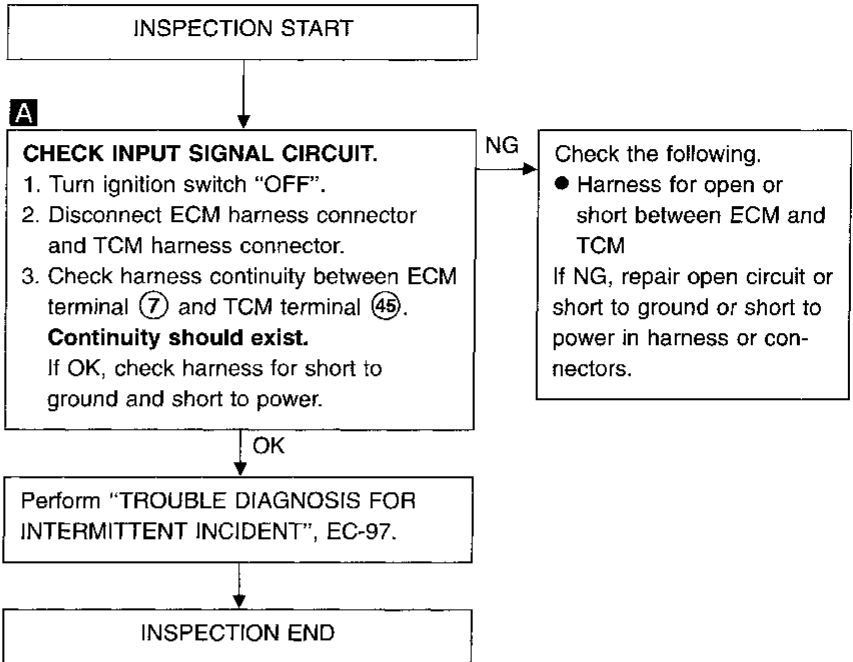 INSPECTION START
A
CHECK INPUT SIGNAL CIRCUIT.
1. Turn ignition switch “OFF”.
2. Disconnect ECM harness connector
and TCM harness connector.
3. Check harness continuity between ECM
terminal ⑦ and TCM terminal ㊺.
Continuity should exist.
If OK, check harness for short to
ground and short to power.
NG
Check the following.
● Harness for open or
short between ECM and
TCM
If NG, repair open circuit or
short to ground or short to
power in harness or con-
nectors.
OK
Perform “TROUBLE DIAGNOSIS FOR
INTERMITTENT INCIDENT”, EC-97.
INSPECTION END